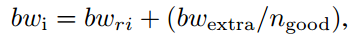 bw_i = bw_{ri} + (bw_{extra}/n_{good}),